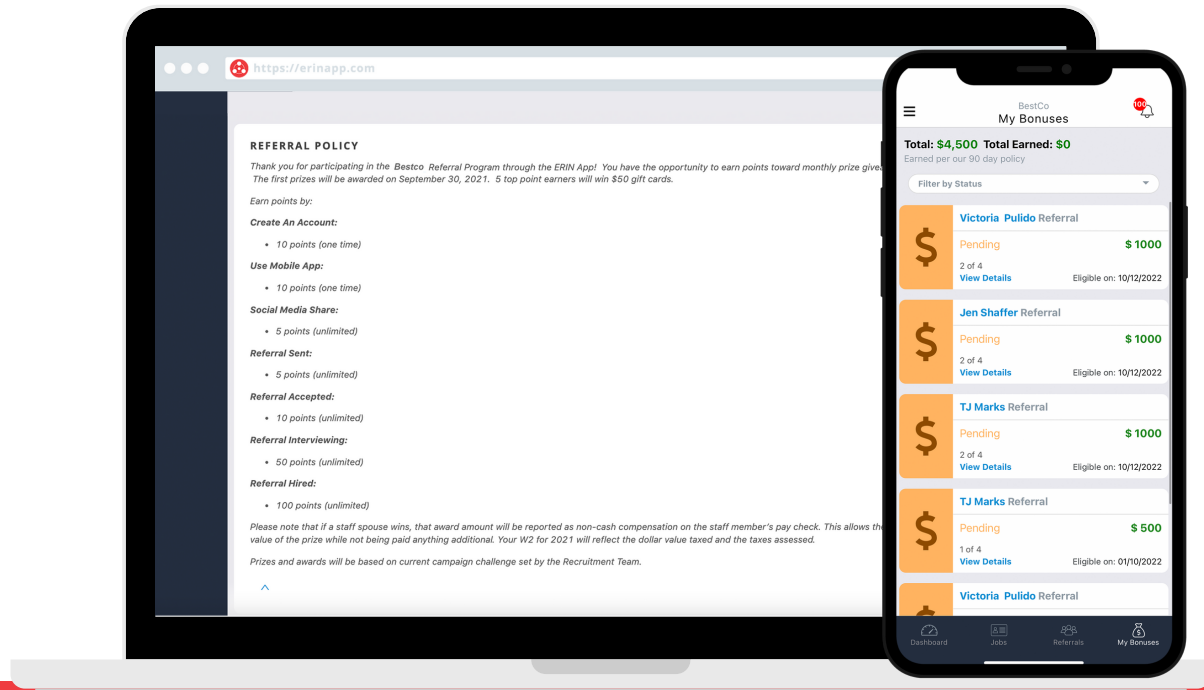 https://erinapp.com
REFERRAL POLICY
Thank you for participating in the Bestco Referral Program through the ERIN App! You have the opportunity to earn points toward monthly prize
The first prizes will be awarded on September 30, 2021. 5 top point earners will win $50 gift cards.
Earn points by:
Create An Account:
• 10 points (one time)
Use Mobile App:
• 10 points (one time)
Social Media Share:
• 5 points (unlimited)
Referral Sent:
• 5 points (unlimited)
Referral Accepted:
• 10 points (unlimited)
Referral Interviewing:
• 50 points (unlimited)
Referral Hired:
• 100 points (unlimited)
Please note that if a staff spouse wins, that award amount will be reported as non-cash compensation on the staff member's pay check. This allows
value of the prize while not being paid anything additional. Your W2 for 2021 will reflect the dollar value taxed and the taxes assessed.
Prizes and awards will be based on current campaign challenge set by the Recruitment Team.
BestCo
My Bonuses
100
Total: $4,500 Total Earned: $0
Earned per our 90 day policy
Filter by Status
Victoria Pulido Referral
Pending $ 1000
2 of 4
View Details Eligible on: 10/12/2022
Jen Shaffer Referral
Pending $ 1000
2 of 4
View Details Eligible on: 10/12/2022
TJ Marks Referral
Pending $ 1000
2 of 4
View Details Eligible on: 10/12/2022
TJ Marks Referral
Pending $ 500
1 of 4
View Details Eligible on: 01/10/2022
Victoria Pulido Referral
Dashboard Jobs Referrals My Bonuses